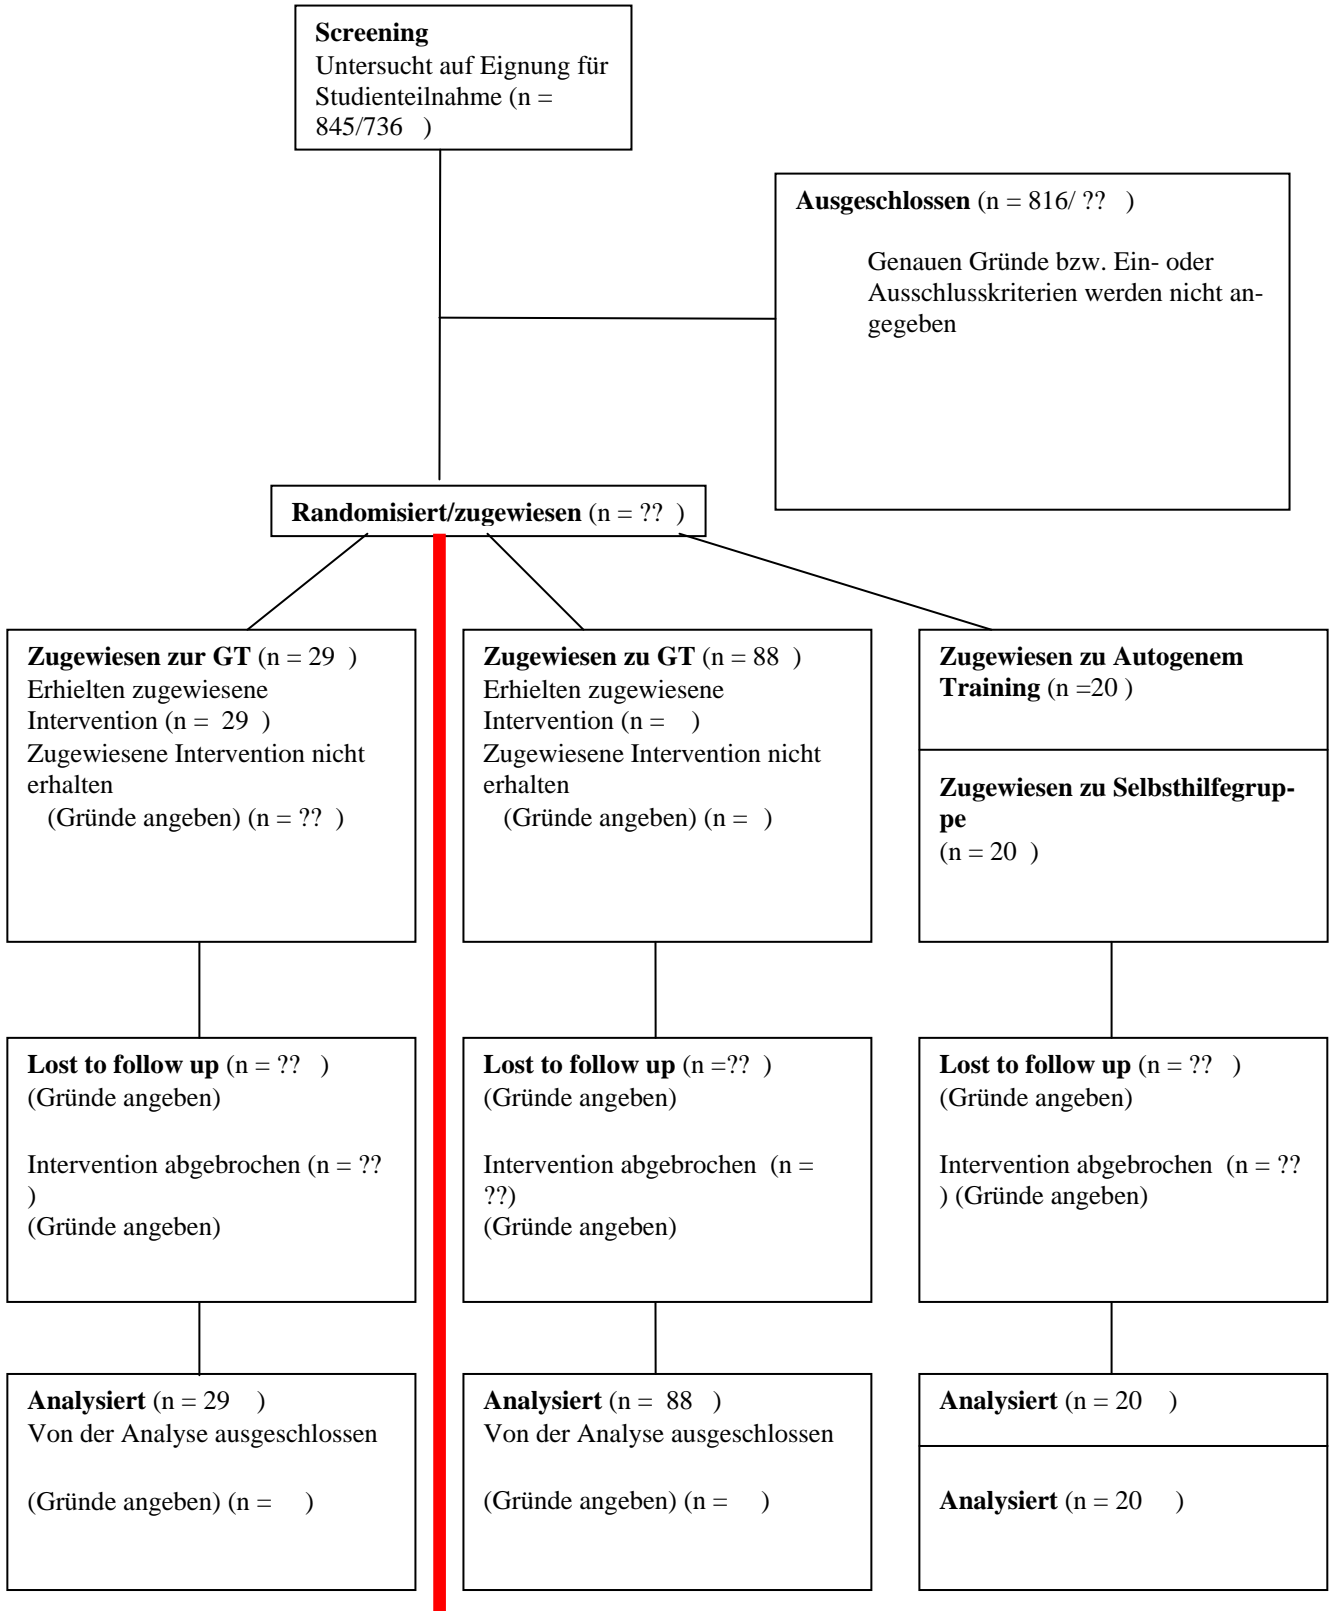 Screening
Untersucht auf Eignung für
Studienteilnahme (n =
845/736   )
Ausgeschlossen (n = 816/ ??   )
Genauen Gründe bzw. Ein- oder
Ausschlusskriterien werden nicht an-
gegeben
Randomisiert/zugewiesen (n = ??  )
Zugewiesen zur GT (n = 29  )
Erhielten zugewiesene
Intervention (n =  29  )
Zugewiesene Intervention nicht
erhalten
(Gründe angeben) (n = ??  )
Zugewiesen zu GT (n = 88  )
Erhielten zugewiesene
Intervention (n =    )
Zugewiesene Intervention nicht
erhalten
(Gründe angeben) (n =   )
Zugewiesen zu Autogenem
Training (n =20 )
Zugewiesen zu Selbsthilfegrup-
pe
(n = 20  )
Lost to follow up (n = ??   )
(Gründe angeben)
Intervention abgebrochen (n = ??
)
(Gründe angeben)
Lost to follow up (n =??  )
(Gründe angeben)
Intervention abgebrochen  (n =
??)
(Gründe angeben)
Lost to follow up (n = ??   )
(Gründe angeben)
Intervention abgebrochen  (n = ??
) (Gründe angeben)
Analysiert (n = 29    )
Von der Analyse ausgeschlossen
(Gründe angeben) (n =     )
Analysiert (n =  88   )
Von der Analyse ausgeschlossen
(Gründe angeben) (n =     )
Analysiert (n = 20    )
Analysiert (n = 20     )